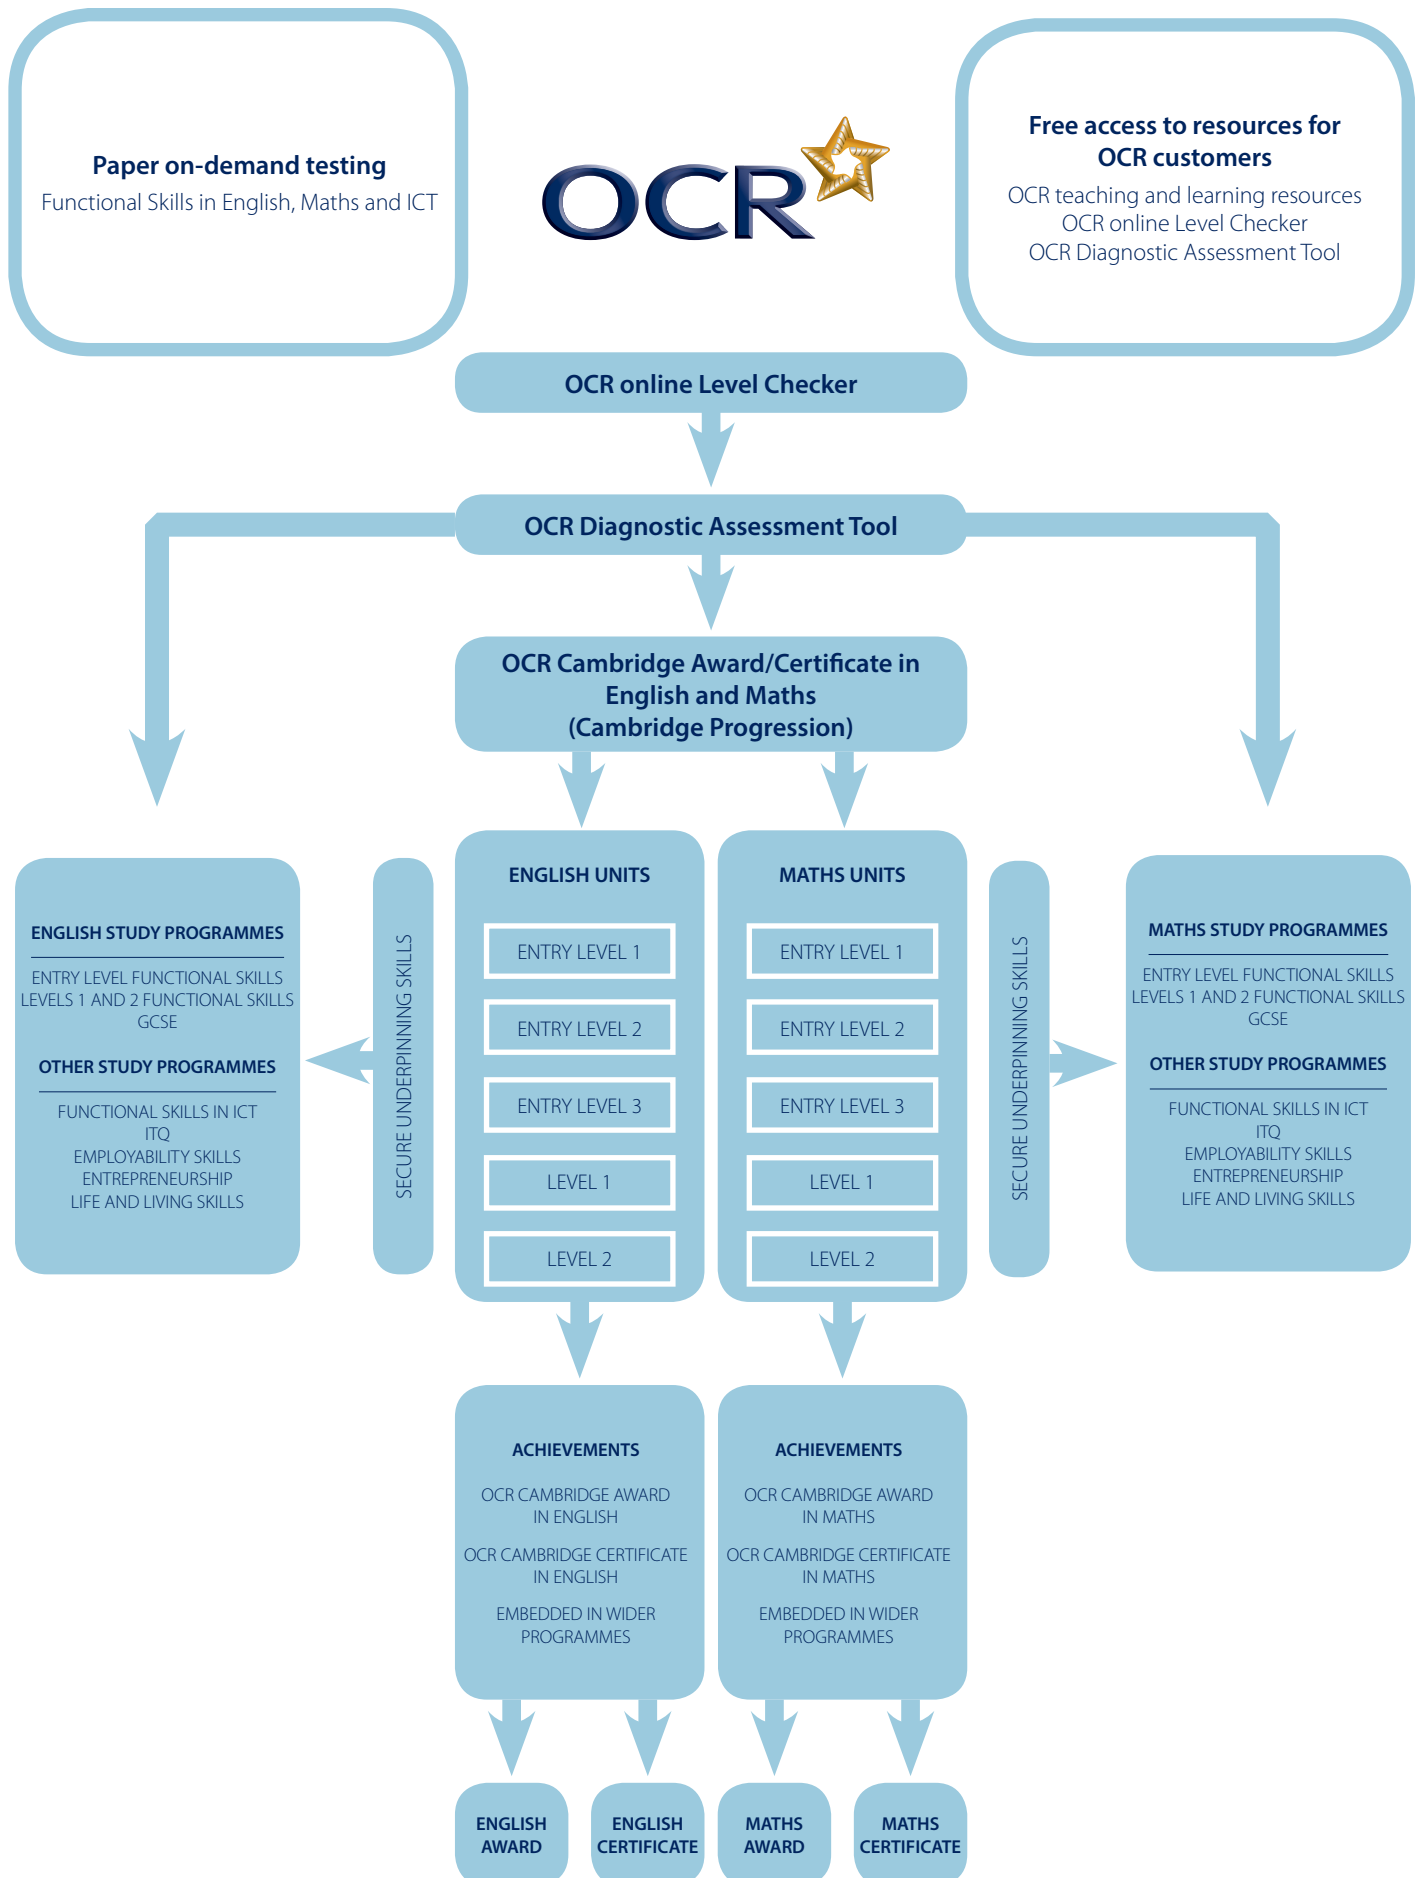 Paper on-demand testing
Functional Skills in English, Maths and ICT
OCR
Free access to resources for
OCR customers
OCR teaching and learning resources
OCR online Level Checker
OCR Diagnostic Assessment Tool
OCR online Level Checker
OCR Diagnostic Assessment Tool
OCR Cambridge Award/Certificate in
English and Maths
(Cambridge Progression)
ENGLISH STUDY PROGRAMMES
ENTRY LEVEL FUNCTIONAL SKILLS
LEVELS 1 AND 2 FUNCTIONAL SKILLS
GCSE
OTHER STUDY PROGRAMMES
FUNCTIONAL SKILLS IN ICT
ITQ
EMPLOYABILITY SKILLS
ENTREPRENEURSHIP
LIFE AND LIVING SKILLS
SECURE UNDERPINNING SKILLS
ENGLISH UNITS
ENTRY LEVEL 1
ENTRY LEVEL 2
ENTRY LEVEL 3
LEVEL 1
LEVEL 2
MATHS UNITS
ENTRY LEVEL 1
ENTRY LEVEL 2
ENTRY LEVEL 3
LEVEL 1
LEVEL 2
SECURE UNDERPINNING SKILLS
MATHS STUDY PROGRAMMES
ENTRY LEVEL FUNCTIONAL SKILLS
LEVELS 1 AND 2 FUNCTIONAL SKILLS
GCSE
OTHER STUDY PROGRAMMES
FUNCTIONAL SKILLS IN ICT
ITQ
EMPLOYABILITY SKILLS
ENTREPRENEURSHIP
LIFE AND LIVING SKILLS
ACHIEVEMENTS
OCR CAMBRIDGE AWARD
IN ENGLISH
OCR CAMBRIDGE CERTIFICATE
IN ENGLISH
EMBEDDED IN WIDER
PROGRAMMES
ACHIEVEMENTS
OCR CAMBRIDGE AWARD
IN MATHS
OCR CAMBRIDGE CERTIFICATE
IN MATHS
EMBEDDED IN WIDER
PROGRAMMES
ENGLISH
AWARD
ENGLISH
CERTIFICATE
MATHS
AWARD
MATHS
CERTIFICATE